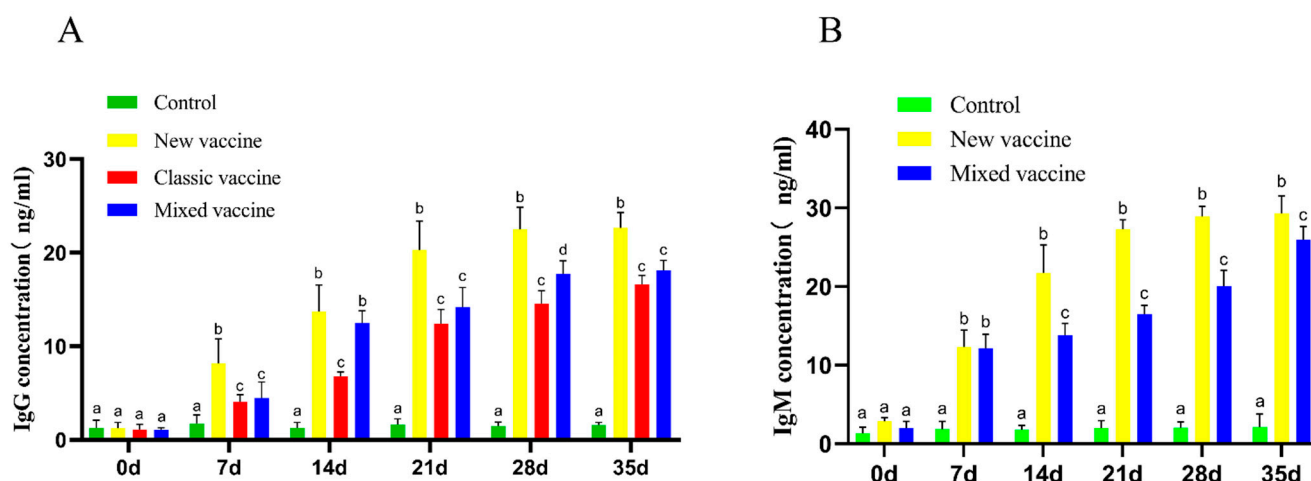 A
Control
New vaccine
Classic vaccine
Mixed vaccine
IgG concentration( ng/ml)
30
20
10
0
a a a a
a b c c
a b c b
a b c c
a b c d
a b c c
0d 7d 14d 21d 28d 35d
B
Control
New vaccine
Mixed vaccine
IgM concentration( ng/ml)
40
30
20
10
0
a a a
a b b
a b c
a b c
a b c
a b c
0d 7d 14d 21d 28d 35d